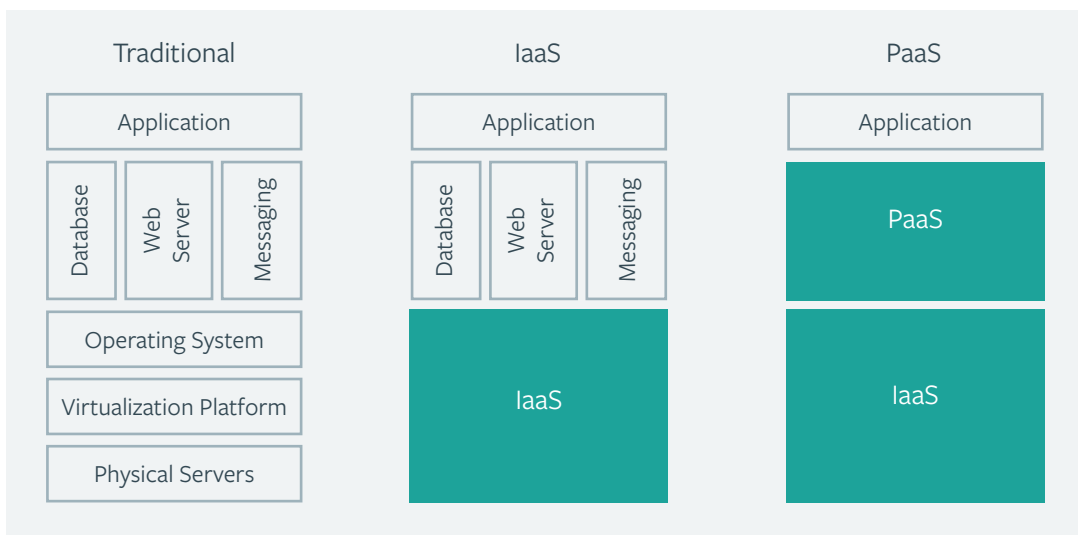 Traditional
IaaS
PaaS
Application
Application
Application
Database
Web
Server
Messaging
Database
Web
Server
Messaging
PaaS
Operating System
Virtualization Platform
Physical Servers
IaaS
IaaS